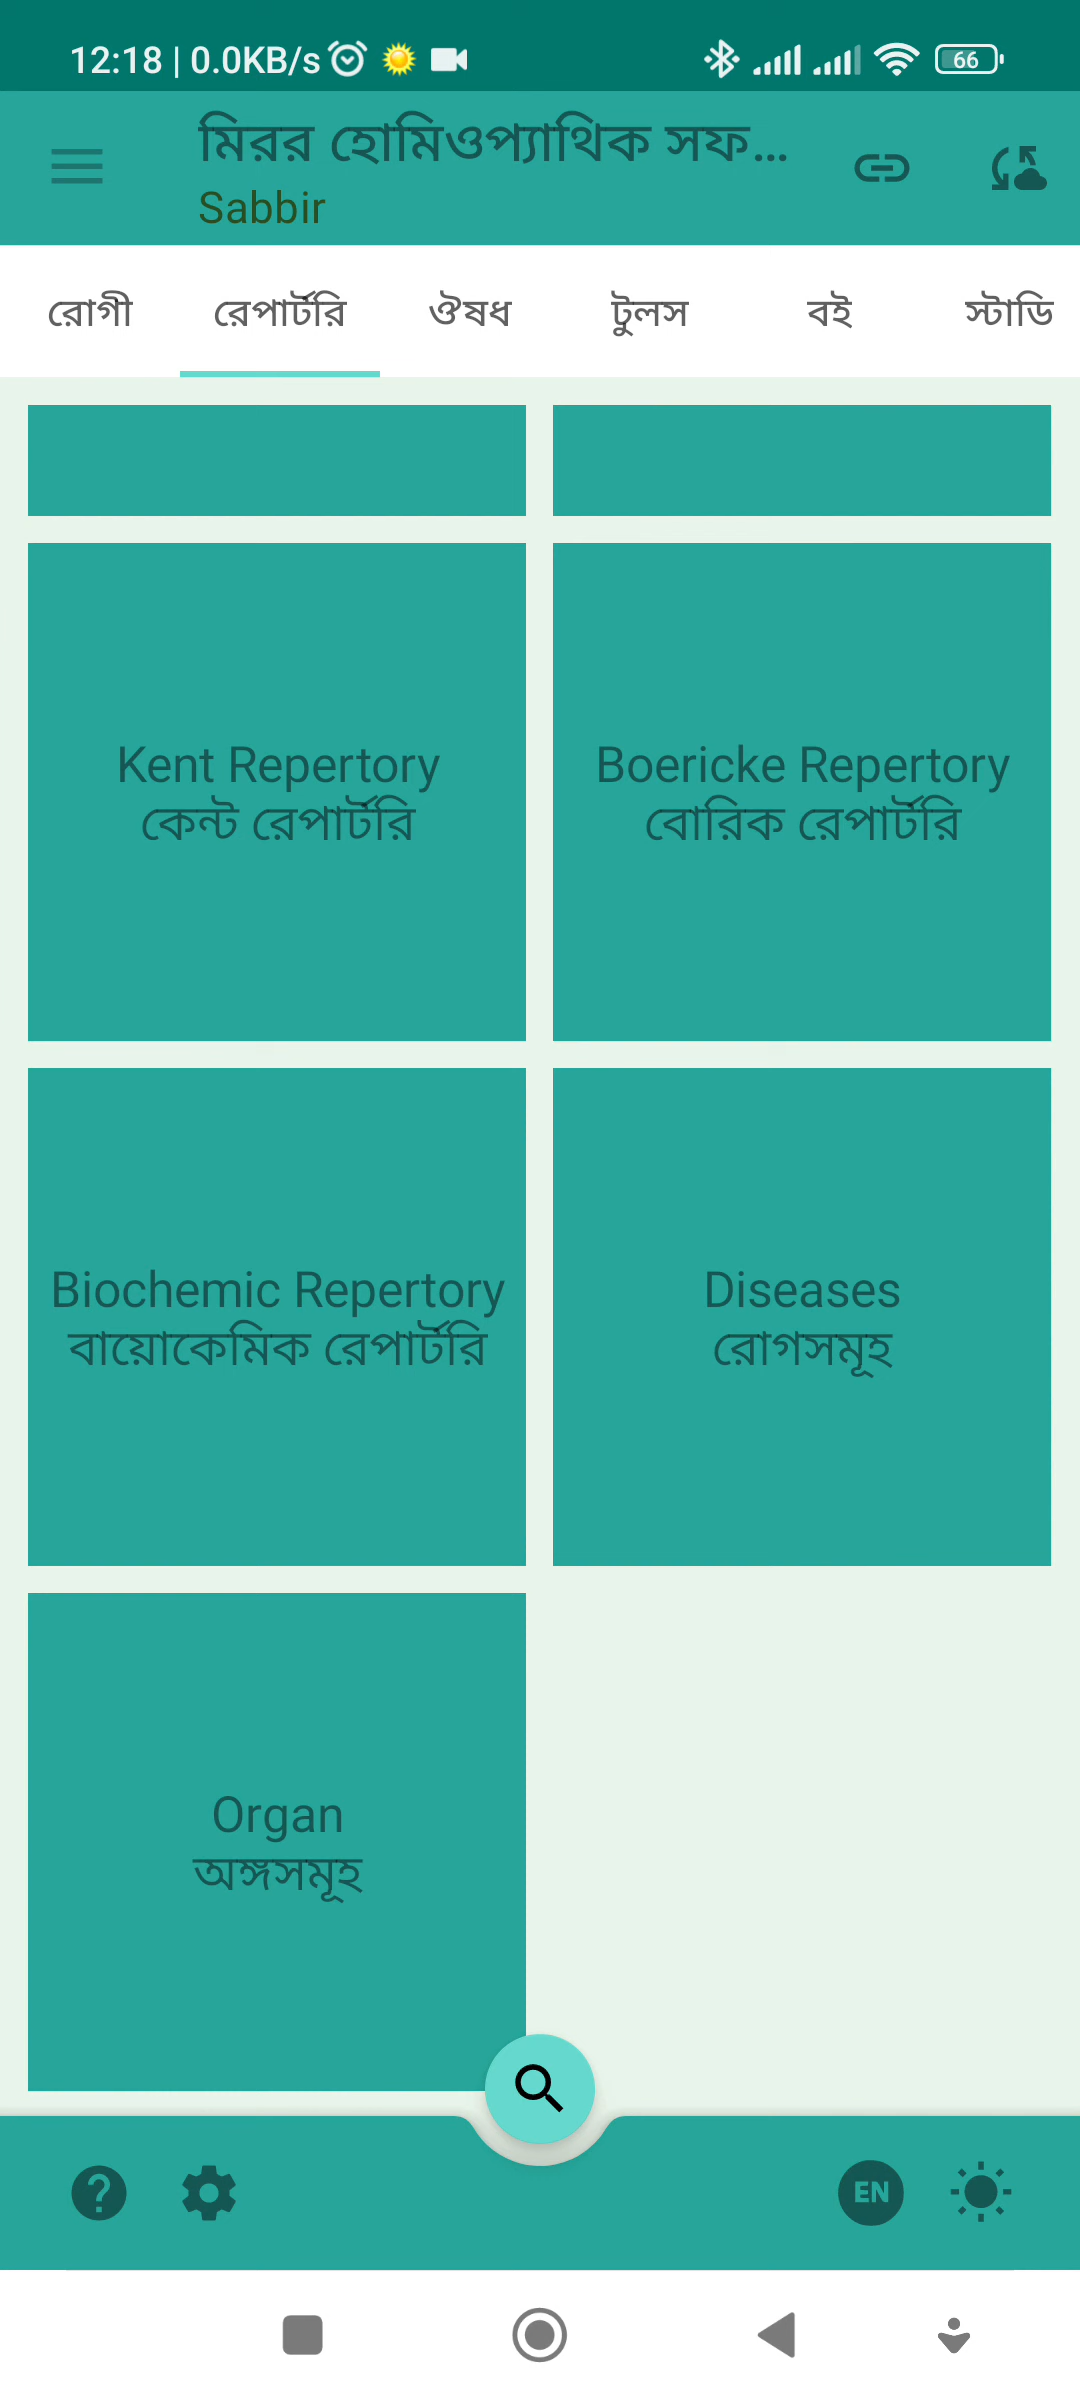 12:18 | 0.0KB/s
66
মিরর হোমিওপ্যাথিক সফ...
Sabbir
রোগী রেপার্টরি ঔষধ টুলস বই স্টাডি
Kent Repertory
কেন্ট রেপার্টরি
Boericke Repertory
বোরিক রেপার্টরি
Biochemic Repertory
বায়োকেমিক রেপার্টরি
Diseases
রোগসমূহ
Organ
অঙ্গসমূহ
EN